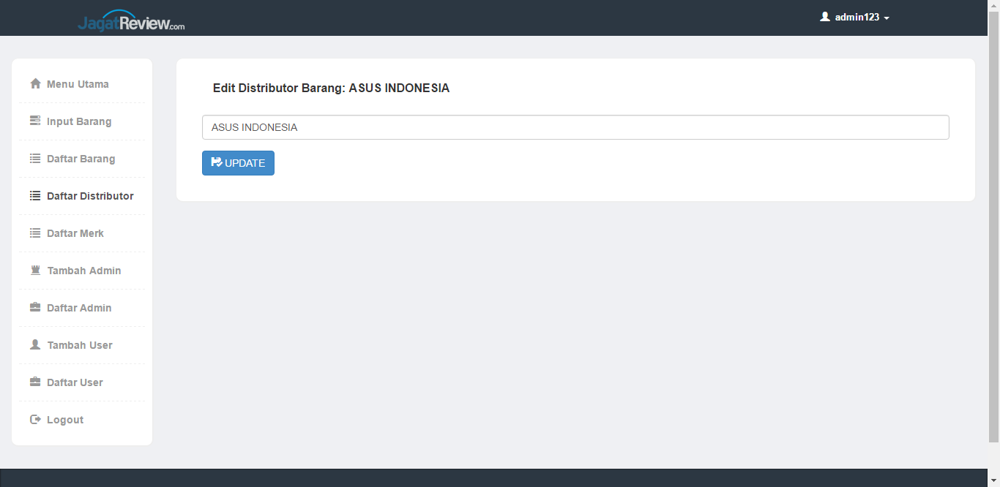 JagatReview.com
admin123
Menu Utama
Input Barang
Daftar Barang
Daftar Distributor
Daftar Merk
Tambah Admin
Daftar Admin
Tambah User
Daftar User
Logout
Edit Distributor Barang: ASUS INDONESIA
ASUS INDONESIA
UPDATE